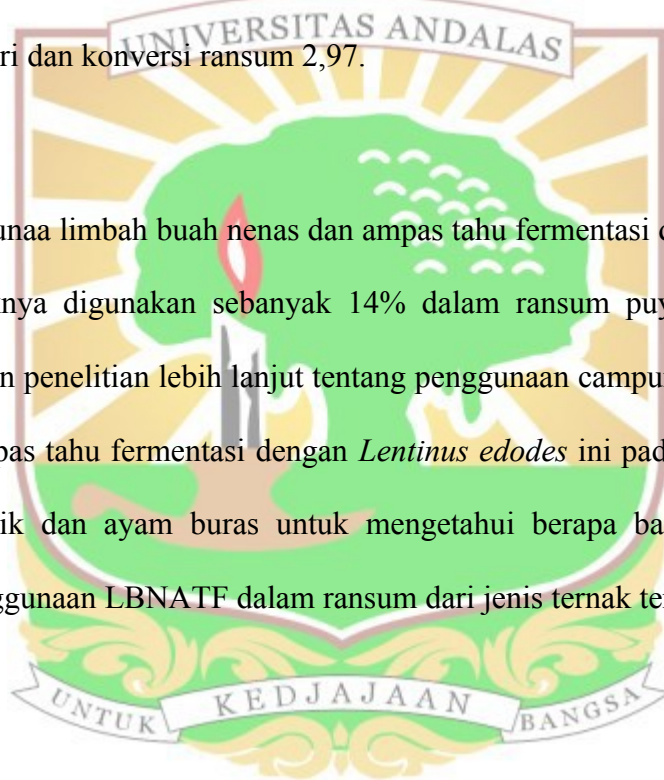 UNIVERSITAS ANDALAS
ri dan konversi ransum 2,97.
unaa limbah buah nenas dan ampas tahu fermentasi d
nya digunakan sebanyak 14% dalam ransum puy
n penelitian lebih lanjut tentang penggunaan campu
pas tahu fermentasi dengan Lentinus edodes ini pad
ik dan ayam buras untuk mengetahui berapa ba
ggunaan LBNATF dalam ransum dari jenis ternak te
UNTUK KEDJAJAAN BANGSA